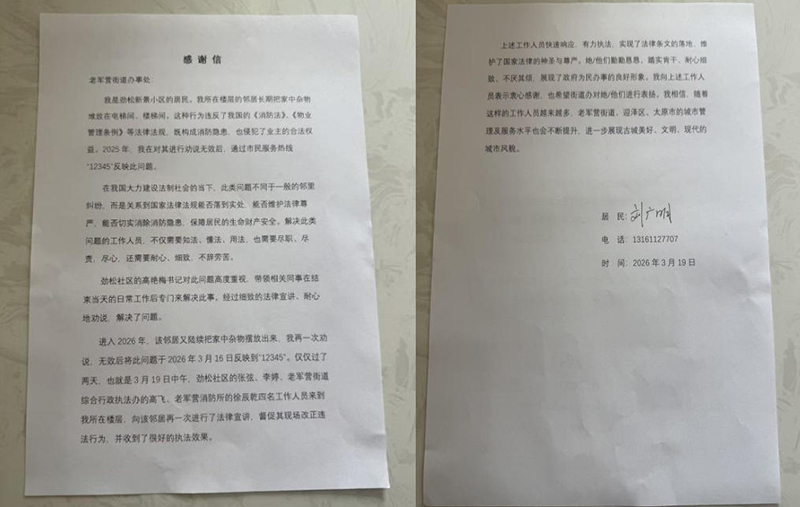 感谢信
老军营街道办事处:
我是劲松新寓小区的居民。我所在楼层的邻居长期把家中杂物
堆放在电梯间、楼梯间。这种行为违反了我国的《消防法》、《物业
管理条例》等法律法规,既构成消防隐患,也侵犯了业主的合法权
益。2025年,我在对其进行劝说无效后,通过市民服务热线
“12345”反映此问题。
在我国大力建设法制社会的当下,此类问题不同于一般的邻里
纠纷,而是关系到国家法律法规能否落到实处、能否维护法律尊
严,能否切实消除消防隐患,保障居民的生命财产安全。解决此类
问题的工作人员,不仅需要知法、懂法、用法,也需要尽职、尽
责、尽心,还需要耐心、细致、不辞劳苦。
劲松社区的高艳梅书记对此问题高度重视,带领相关同事在结
束当天的日常工作后专门来解决此事。经过细致的法律宣讲、耐心
地劝说,解决了问题。
进入2026年,该邻居又陆续把家中杂物摆放出来,我再一次劝
说,无效后将此问题于2026年3月16日反映到“12345”。仅仅过了
两天,也就是3月19日中午,劲松社区的张弦、李婷、老军营街道
综合行政执法办的高飞、老军营消防所的徐辰乾四名工作人员来到
我所在楼层,向该邻居再一次进行了法律宣讲,督促其现场改正违
法行为,并收到了很好的执法效果。
上述工作人员快速响应、有力执法,实现了法律条文的落地,维
护了国家法律的神圣与尊严。她/他们勤勤恳恳、踏实肯干、耐心细
致、不厌其烦,展现了政府为民办事的良好形象。我向上述工作人
员表示衷心感谢,也希望街道办对她/他们进行表扬。我相信,随着
这样的工作人员越来越多,老军营街道、迎泽区、太原市的城市管
理及服务水平也会不断提升,进一步展现古城美好、文明、现代的
城市风貌。
居 民:刘广明
电 话:13161127707
时 间:2026年3月19日